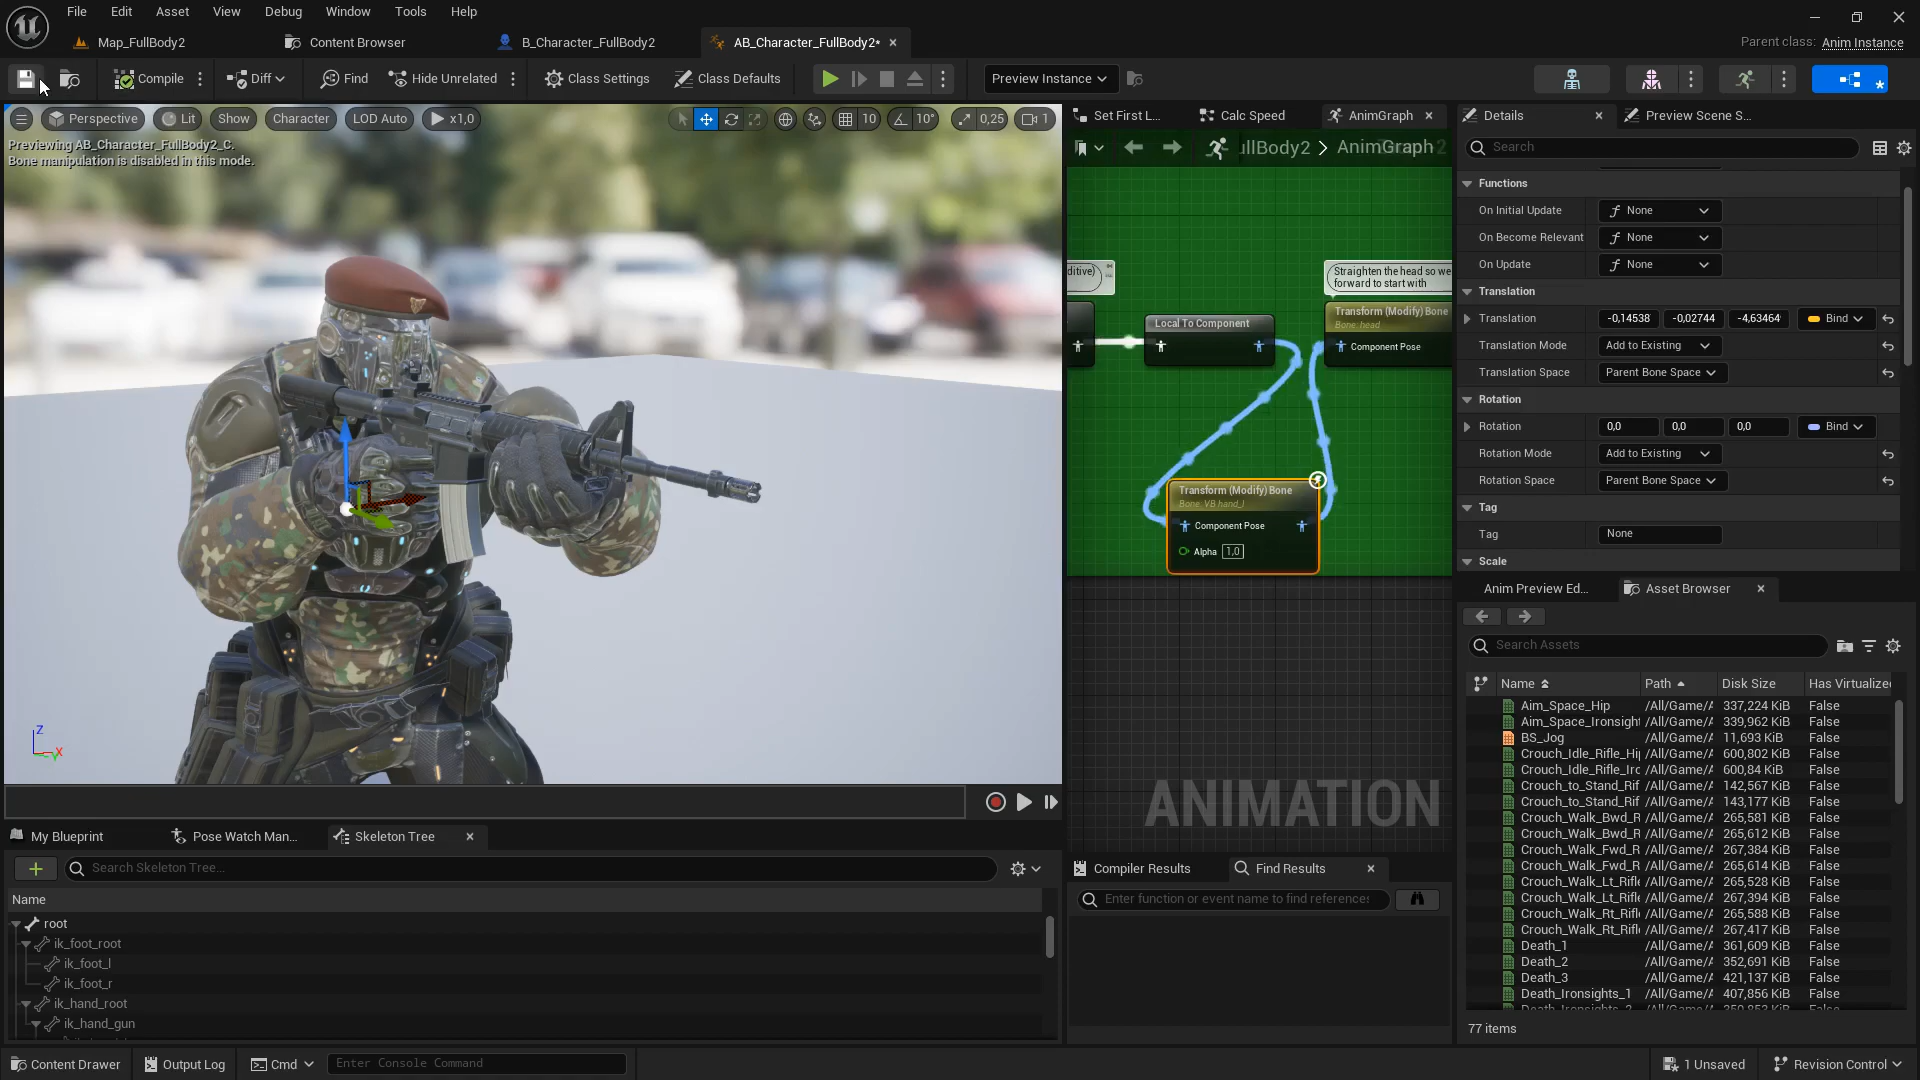 File Edit Asset View Debug Window Tools Help
Map_FullBody2 Content Browser B_Character_FullBody2 AB_Character_FullBody2*
Parent class: Anim Instance
Compile Diff Find Hide Unrelated Class Settings Class Defaults Preview Instance
Perspective Lit Show Character LOD Auto x1,0 10 10° 0,25 1
Previewing AB_Character_FullBody2_C.
Bone manipulation is disabled in this mode.
Z
X
Y
Set First L... Calc Speed AnimGraph
ullBody2 > AnimGraph
ditive)
Local To Component
Straighten the head so we
forward to start with
Transform (Modify) Bone
Bone: head
Component Pose
Transform (Modify) Bone
Bone: VB hand_l
Component Pose
Alpha 1,0
ANIMATION
Details Preview Scene S...
Search
Functions
On Initial Update None
On Become Relevant None
On Update None
Translation
Translation -0,14538 -0,02744 -4,63464 Bind
Translation Mode Add to Existing
Translation Space Parent Bone Space
Rotation
Rotation 0,0 0,0 0,0 Bind
Rotation Mode Add to Existing
Rotation Space Parent Bone Space
Tag
Tag None
Scale
Anim Preview Ed... Asset Browser
Search Assets
Name Path Disk Size Has Virtualized
Aim_Space_Hip /All/Game/A 337,224 KiB False
Aim_Space_Ironsight /All/Game/A 339,962 KiB False
BS_Jog /All/Game/A 11,693 KiB False
Crouch_Idle_Rifle_Hip /All/Game/A 600,802 KiB False
Crouch_Idle_Rifle_Iro /All/Game/A 600,84 KiB False
Crouch_to_Stand_Rif /All/Game/A 142,567 KiB False
Crouch_to_Stand_Rif /All/Game/A 143,177 KiB False
Crouch_Walk_Bwd_R /All/Game/A 265,581 KiB False
Crouch_Walk_Bwd_R /All/Game/A 265,612 KiB False
Crouch_Walk_Fwd_R /All/Game/A 267,384 KiB False
Crouch_Walk_Fwd_R /All/Game/A 265,614 KiB False
Crouch_Walk_Lt_Rifle /All/Game/A 265,528 KiB False
Crouch_Walk_Lt_Rifle /All/Game/A 267,394 KiB False
Crouch_Walk_Rt_Rifle /All/Game/A 265,588 KiB False
Crouch_Walk_Rt_Rifle /All/Game/A 267,417 KiB False
Death_1 /All/Game/A 361,609 KiB False
Death_2 /All/Game/A 352,691 KiB False
Death_3 /All/Game/A 421,137 KiB False
Death_Ironsights_1 /All/Game/A 407,856 KiB False
77 items
My Blueprint Pose Watch Man... Skeleton Tree
Search Skeleton Tree...
Name
root
ik_foot_root
ik_foot_l
ik_foot_r
ik_hand_root
ik_hand_gun
Compiler Results Find Results
Enter function or event name to find references
Content Drawer Output Log Cmd Enter Console Command
1 Unsaved Revision Control